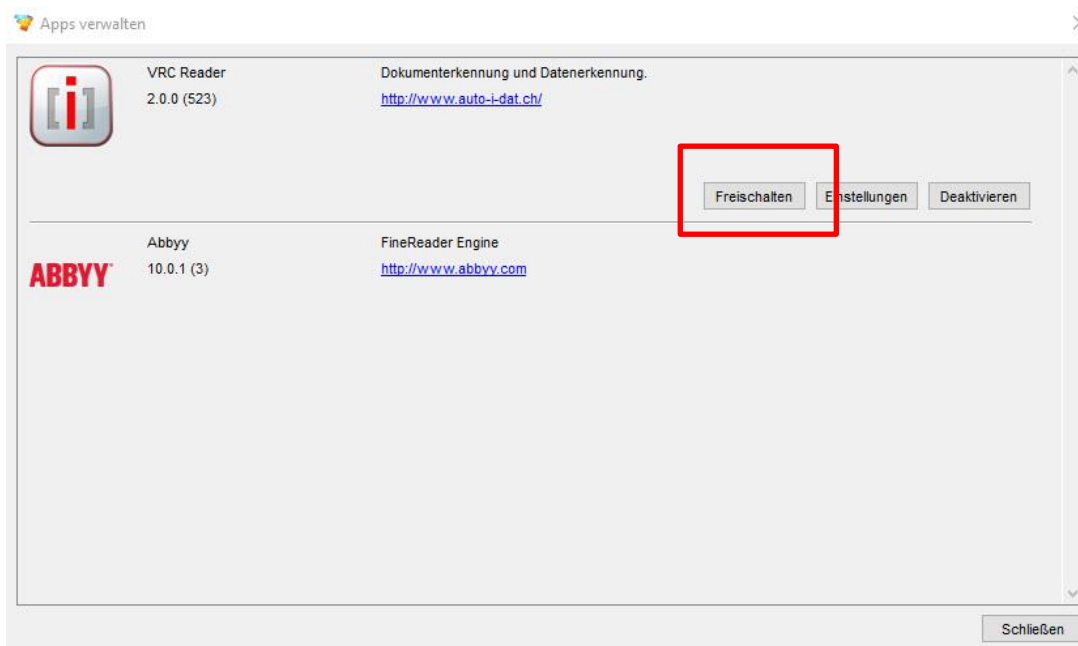 Apps verwalten
VRC Reader
Dokumenterkennung und Datenerkennung.
2.0.0 (523)
http://www.auto-i-dat.ch/
[i]
Freischalten
Einstellungen
Deaktivieren
Abbyy
FineReader Engine
ABBYY
10.0.1 (3)
http://www.abbyy.com
Schließen